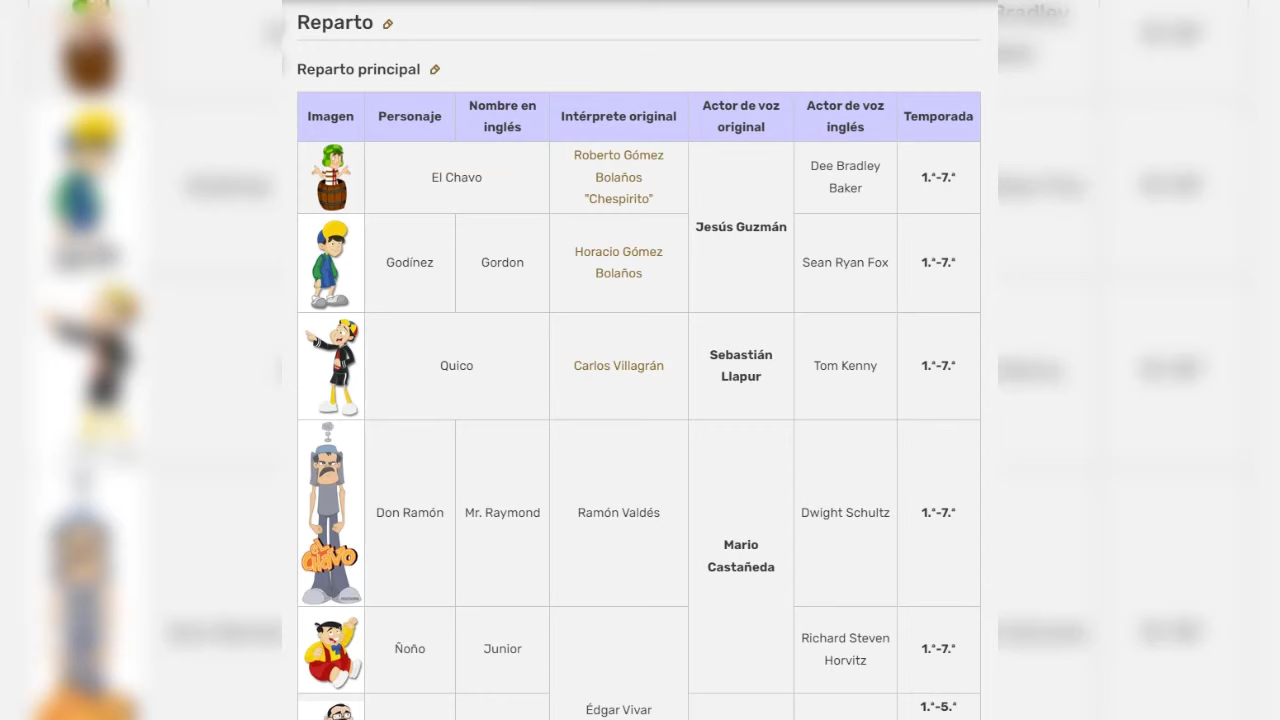 Reparto
Reparto principal
Imagen
Personaje
Nombre en
inglés
Intérprete original
Actor de voz
original
Actor de voz
inglés
Temporada
El Chavo
Roberto Gómez
Bolaños
"Chespirito"
Jesús Guzmán
Dee Bradley
Baker
1.ª-7.ª
Godínez
Gordon
Horacio Gómez
Bolaños
Sean Ryan Fox
1.ª-7.ª
Quico
Carlos Villagrán
Sebastián
Llapur
Tom Kenny
1.ª-7.ª
el Chavo
Don Ramón
Mr. Raymond
Ramón Valdés
Mario
Castañeda
Dwight Schultz
1.ª-7.ª
Ñoño
Junior
Édgar Vivar
Richard Steven
Horvitz
1.ª-7.ª
1.ª-5.ª